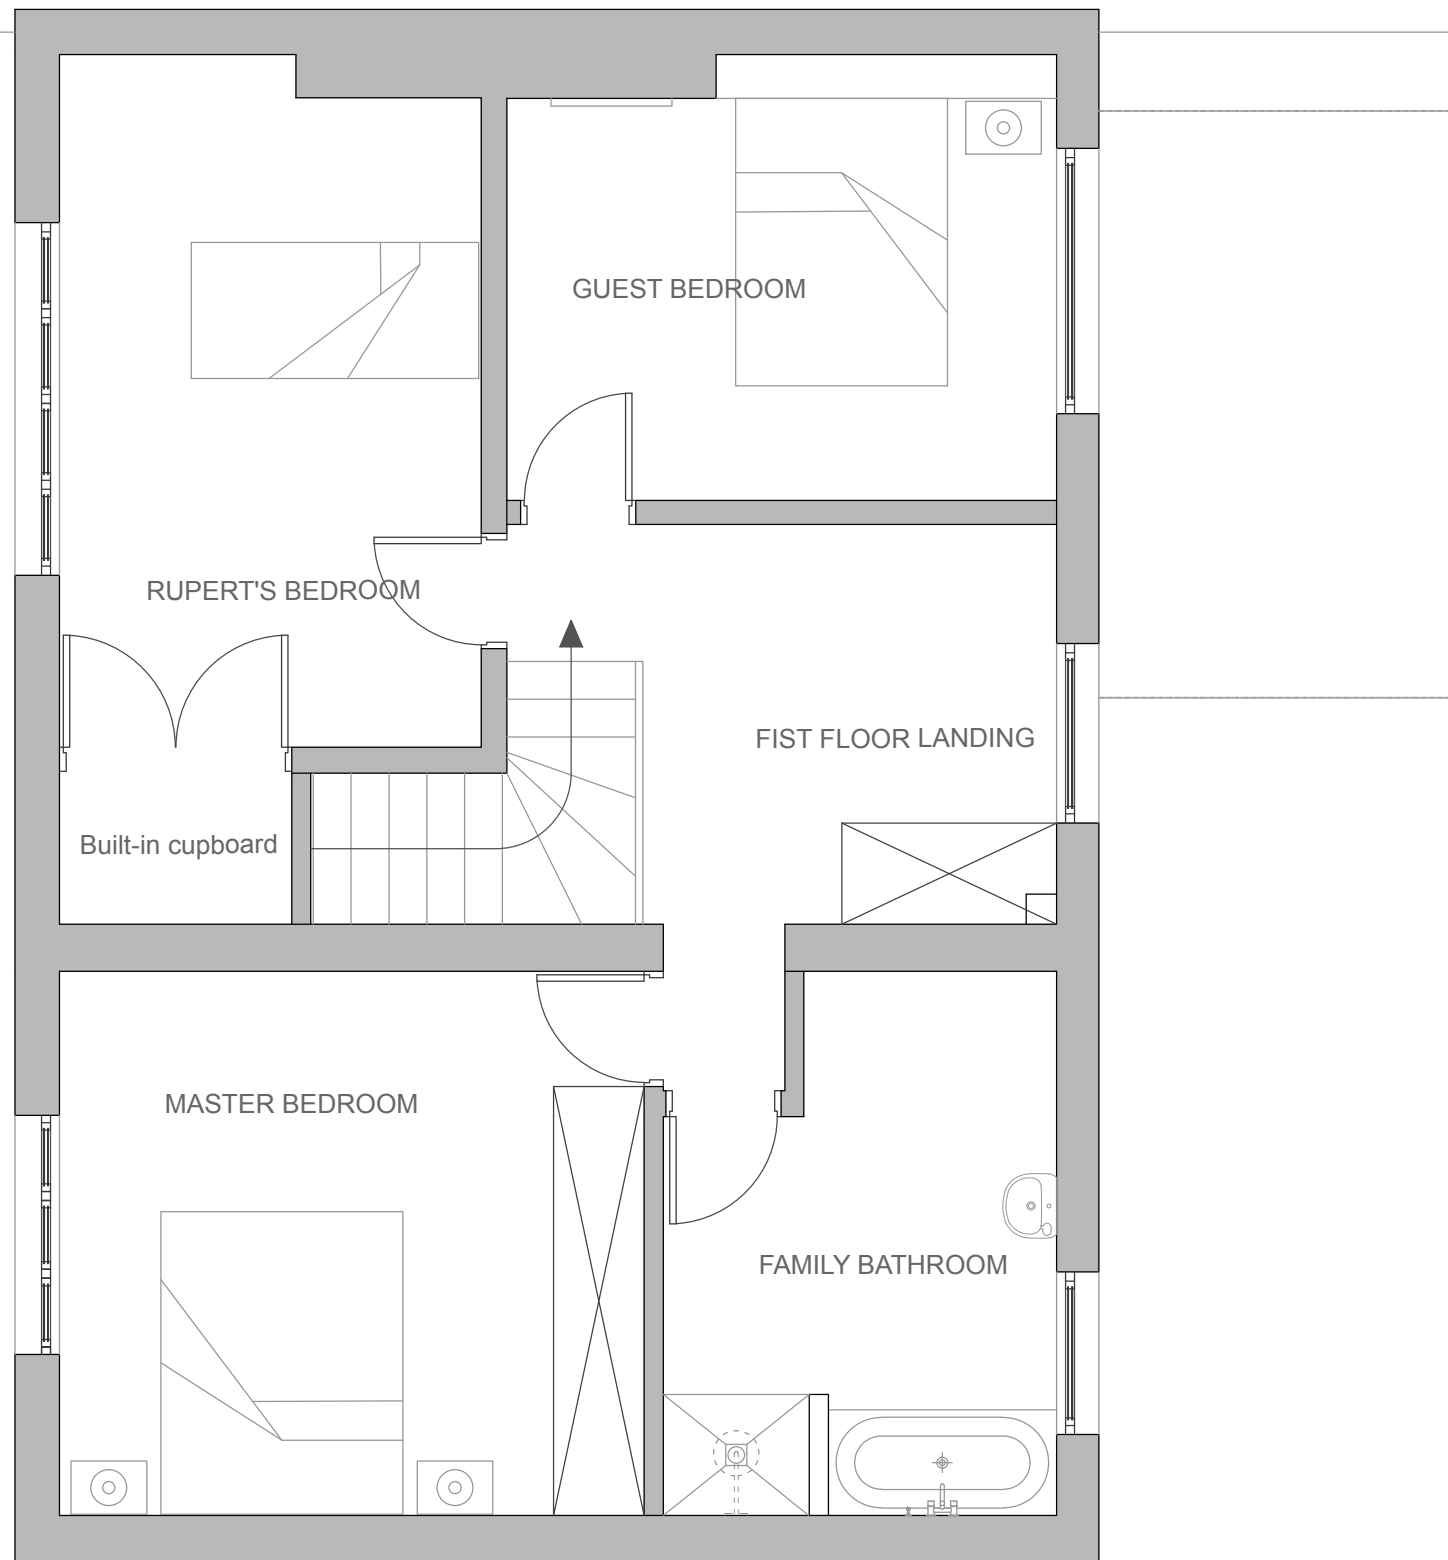 GUEST BEDROOM
RUPERT'S BEDROOM
FIST FLOOR LANDING
Built-in cupboard
MASTER BEDROOM
FAMILY BATHROOM